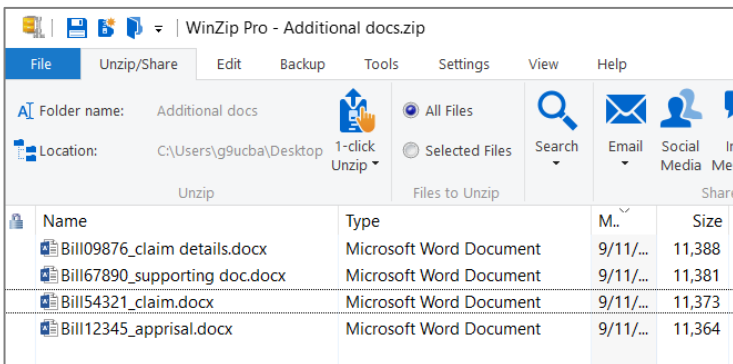 WinZip Pro - Additional docs.zip
File Unzip/Share Edit Backup Tools Settings View Help
Folder name: Additional docs
Location: C:\Users\g9ucba\Desktop
1-click Unzip
All Files
Selected Files
Search
Email
Social Media
Unzip Files to Unzip Shar
Name Type M.. Size
Bill09876_claim details.docx Microsoft Word Document 9/11/... 11,388
Bill67890_supporting doc.docx Microsoft Word Document 9/11/... 11,381
Bill54321_claim.docx Microsoft Word Document 9/11/... 11,373
Bill12345_apprisal.docx Microsoft Word Document 9/11/... 11,364